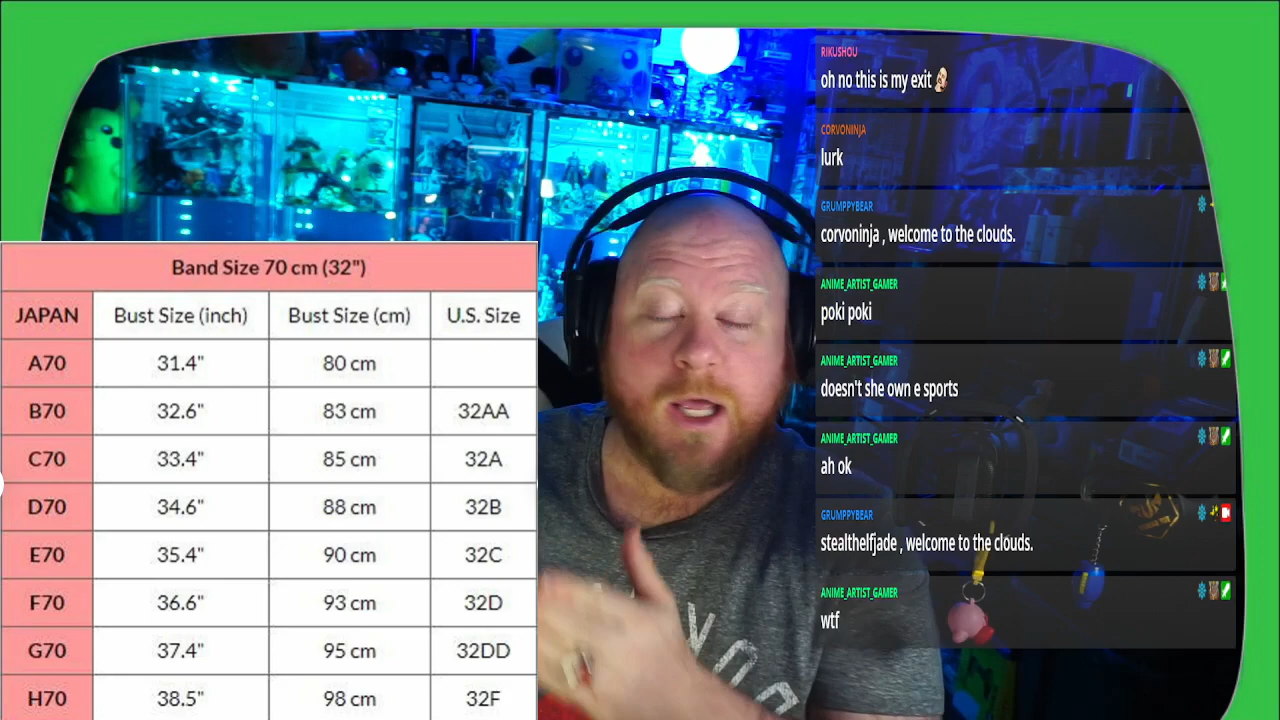 Band Size 70 cm (32")
JAPAN Bust Size (inch) Bust Size (cm) U.S. Size
A70 31.4" 80 cm
B70 32.6" 83 cm 32AA
C70 33.4" 85 cm 32A
D70 34.6" 88 cm 32B
E70 35.4" 90 cm 32C
F70 36.6" 93 cm 32D
G70 37.4" 95 cm 32DD
H70 38.5" 98 cm 32F
RIKUSHOU
oh no this is my exit
CORVONINJA
lurk
GRUMPPYBEAR
corvoninja , welcome to the clouds.
ANIME_ARTIST_GAMER
poki poki
ANIME_ARTIST_GAMER
doesn't she own e sports
ANIME_ARTIST_GAMER
ah ok
GRUMPPYBEAR
stealthelfjade , welcome to the clouds.
ANIME_ARTIST_GAMER
wtf